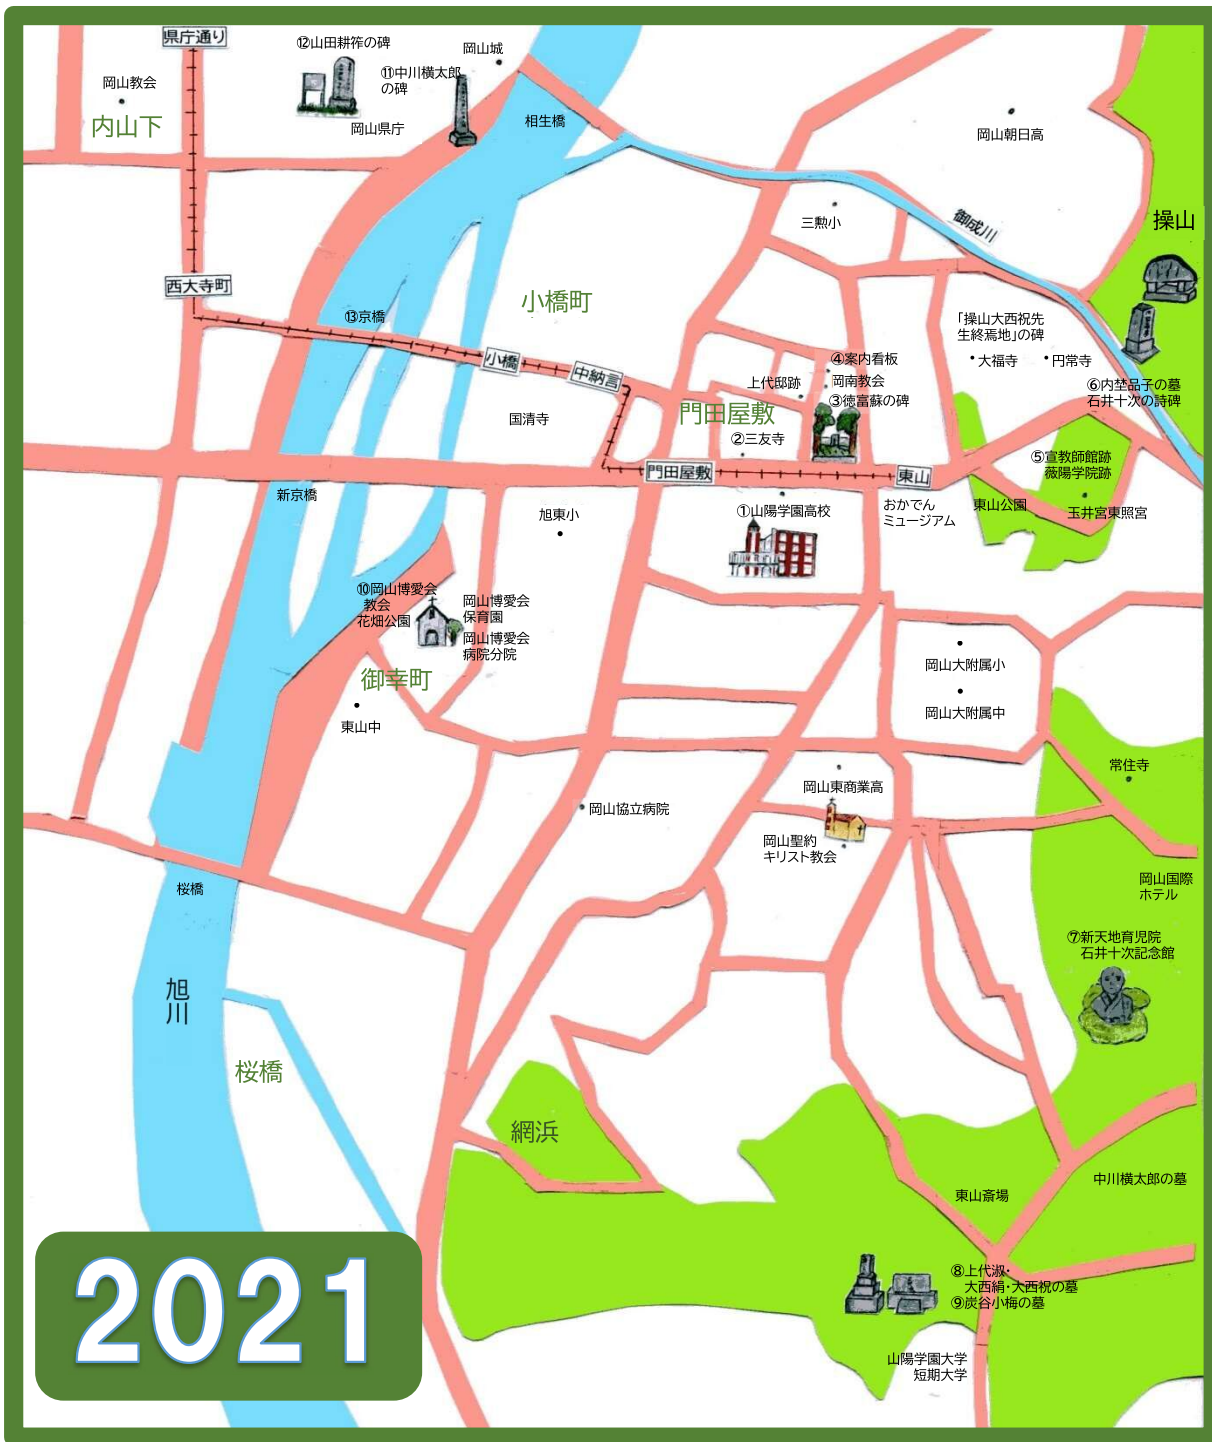 県庁通り
⑫山田耕筰の碑
岡山城
岡山教会
⑪中川横太郎
の碑
内山下
岡山県庁
相生橋
岡山朝日高
三勲小
御成川
操山
西大寺町
小橋町
⑬京橋
「操山大西祝先
生終焉地」の碑
小橋
中納言
④案内看板
大福寺
円常寺
上代邸跡
岡南教会
⑥内埜品子の墓
石井十次の詩碑
③徳富蘇の碑
門田屋敷
国清寺
②三友寺
⑤宣教師館跡
薇陽学院跡
門田屋敷
東山
新京橋
旭東小
①山陽学園高校
おかでん
ミュージアム
東山公園
玉井宮東照宮
⑩岡山博愛会
教会
花畑公園
岡山博愛会
保育園
岡山博愛会
病院分院
御幸町
東山中
岡山大附属小
岡山大附属中
常住寺
岡山東商業高
岡山協立病院
岡山聖約
キリスト教会
桜橋
岡山国際
ホテル
⑦新天地育児院
石井十次記念館
旭川
桜橋
網浜
中川横太郎の墓
東山斎場
⑧上代淑・
大西絹・大西祝の墓
⑨炭谷小梅の墓
2021
山陽学園大学
短期大学